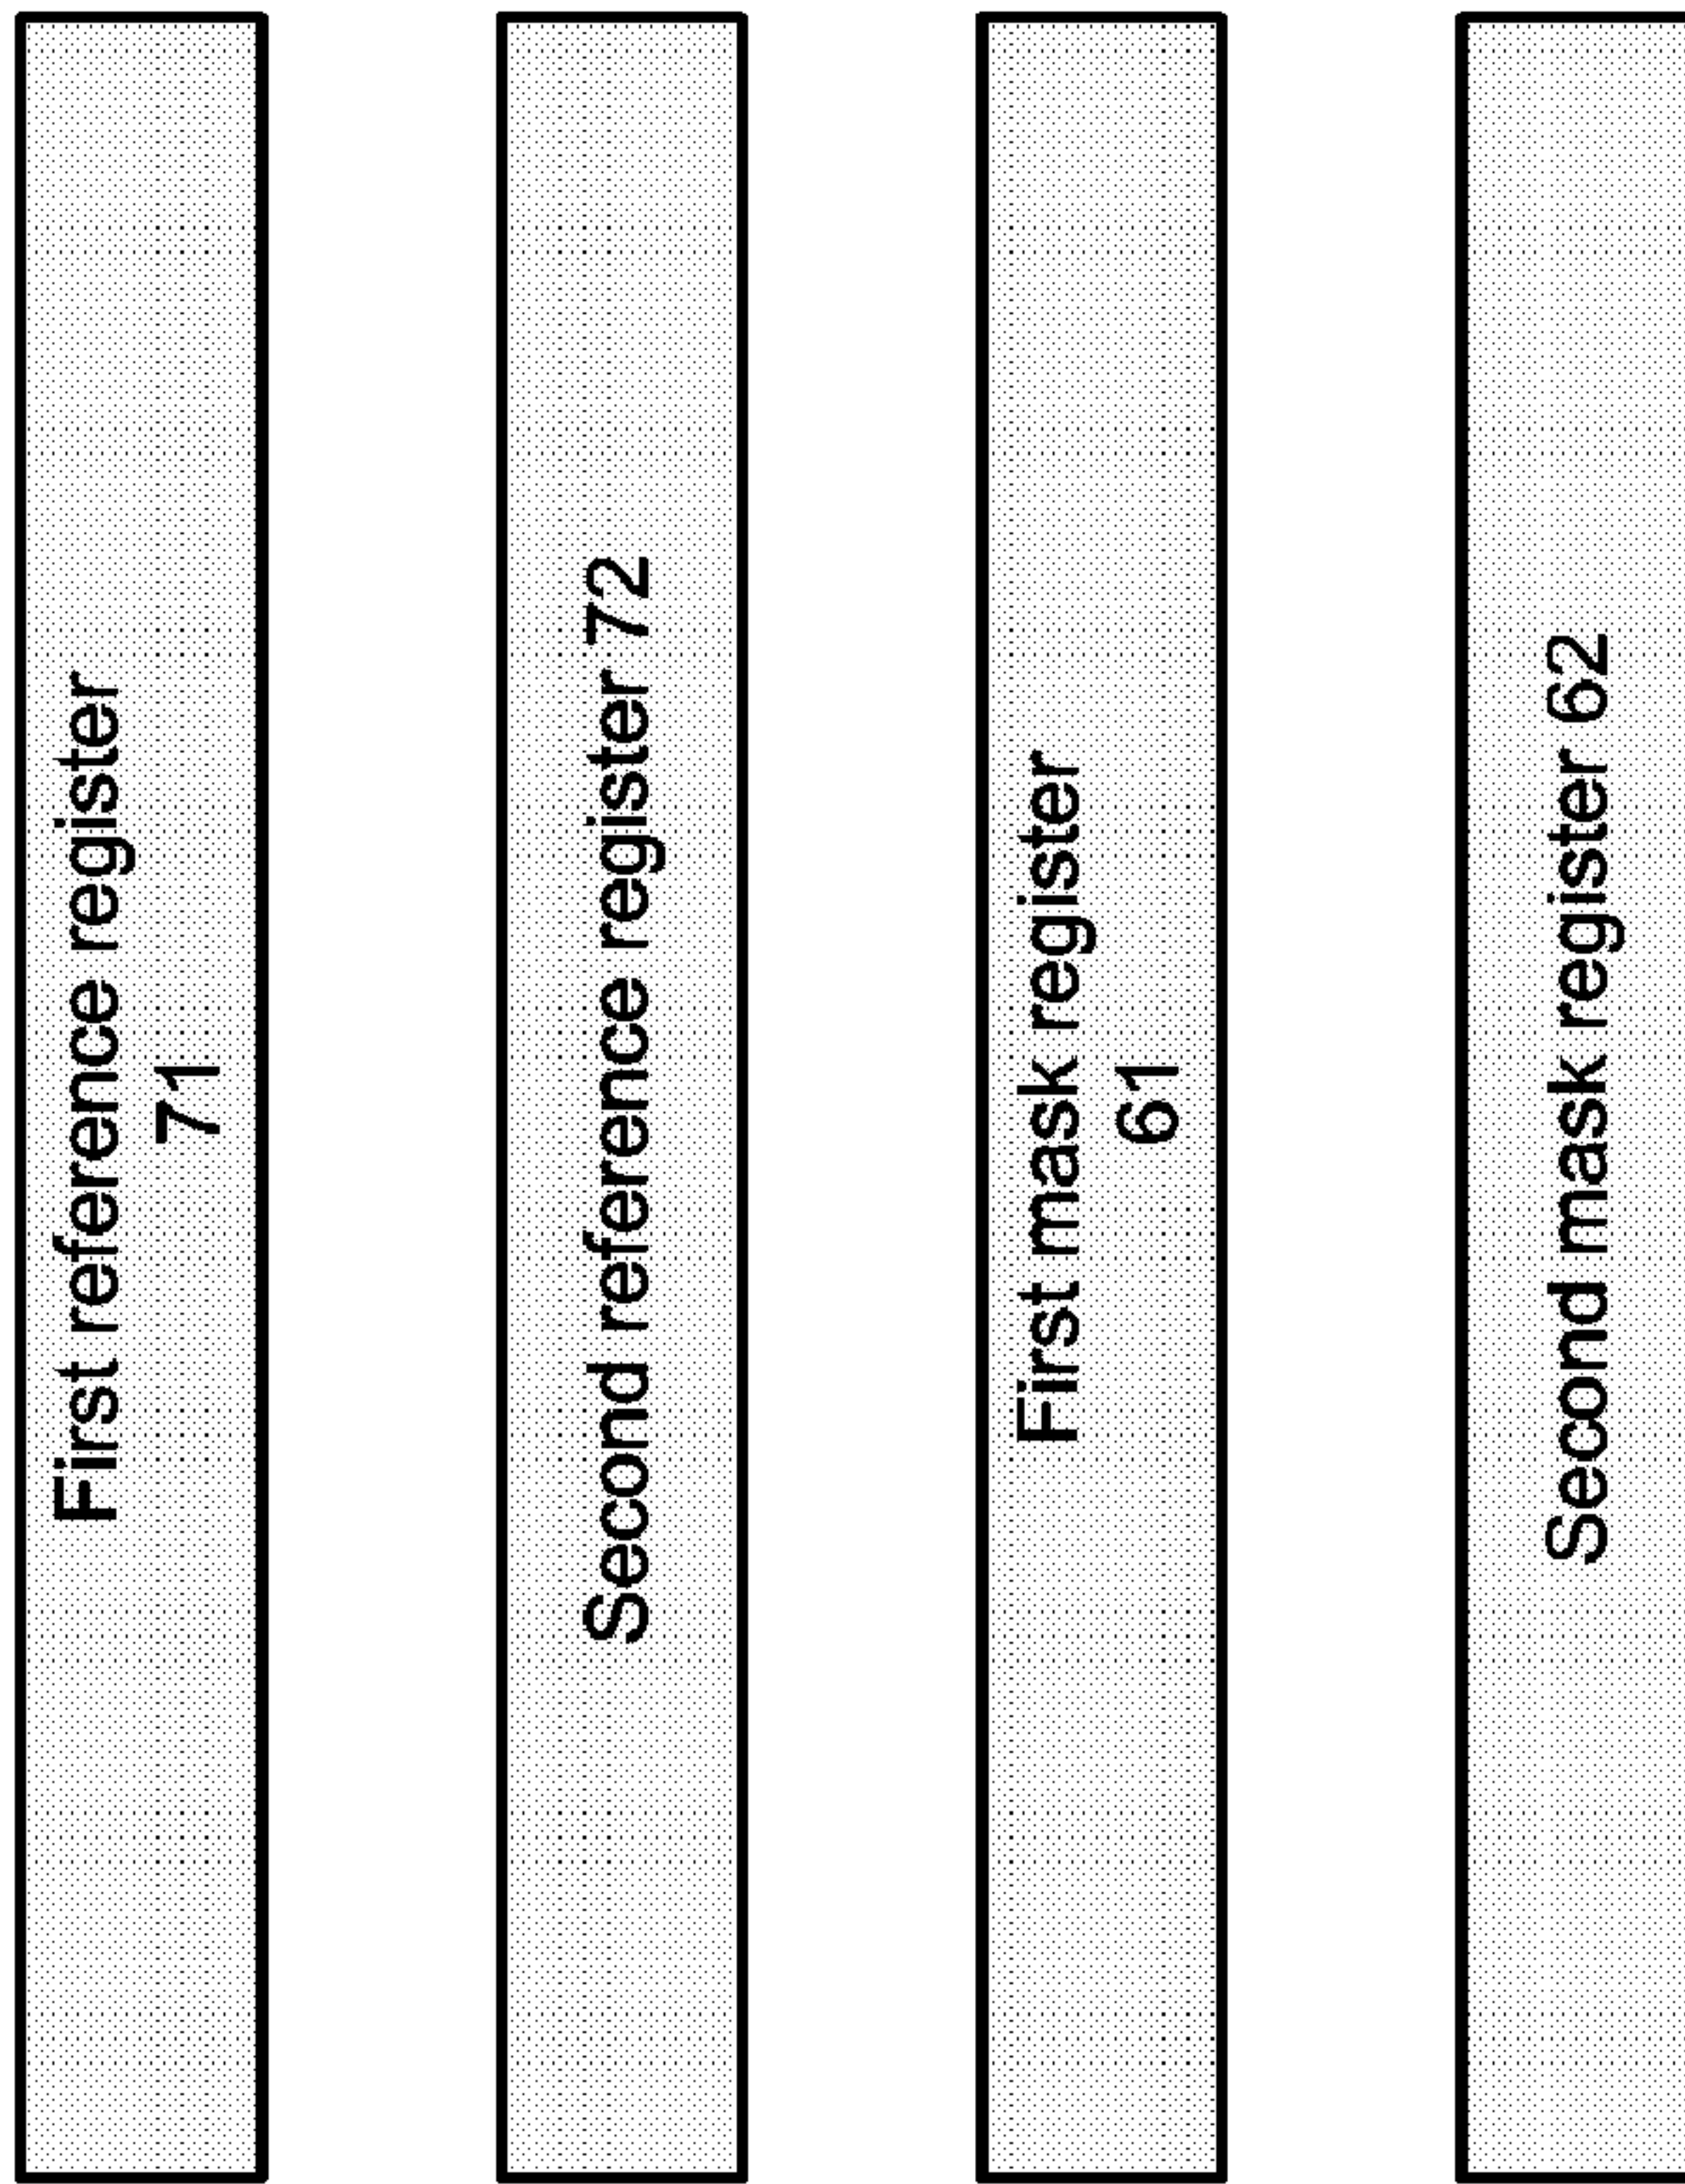 First reference register
71
Second reference register 72
First mask register
61
Second mask register 62